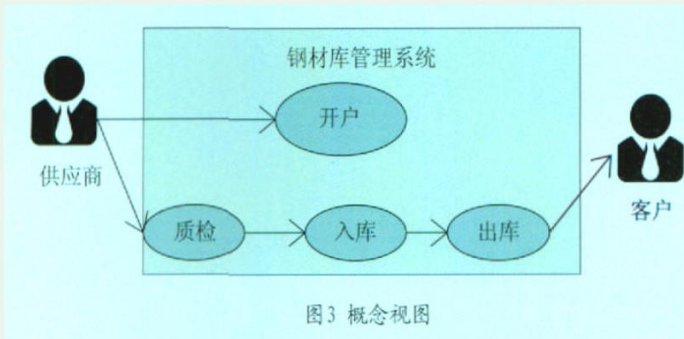 钢材库管理系统
开户
供应商
质检
入库
出库
客户
图3 概念视图